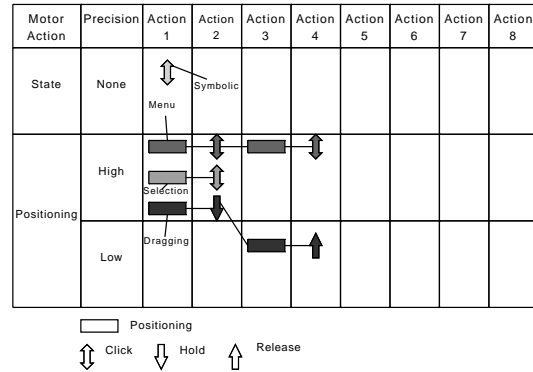 Motor Action
Precision
Action 1
Action 2
Action 3
Action 4
Action 5
Action 6
Action 7
Action 8
State
None
Symbolic
Menu
Positioning
High
Selection
Dragging
Low
Positioning
Click
Hold
Release